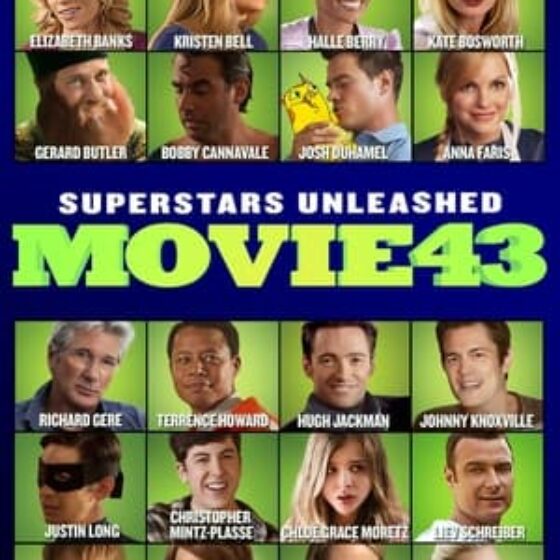 ELIZABETH BANKS
KRISTEN BELL
HALLE BERRY
KATE BOSWORTH
GERARD BUTLER
BOBBY CANNAVALE
JOSH DUHAMEL
ANNA FARIS
SUPERSTARS UNLEASHED
MOVIE43
RICHARD GERE
TERRENCE HOWARD
HUGH JACKMAN
JOHNNY KNOXVILLE
JUSTIN LONG
CHRISTOPHER
MINTZ-PLASSE
CHLOE GRACE MORETZ
LIEV SCHREIBER